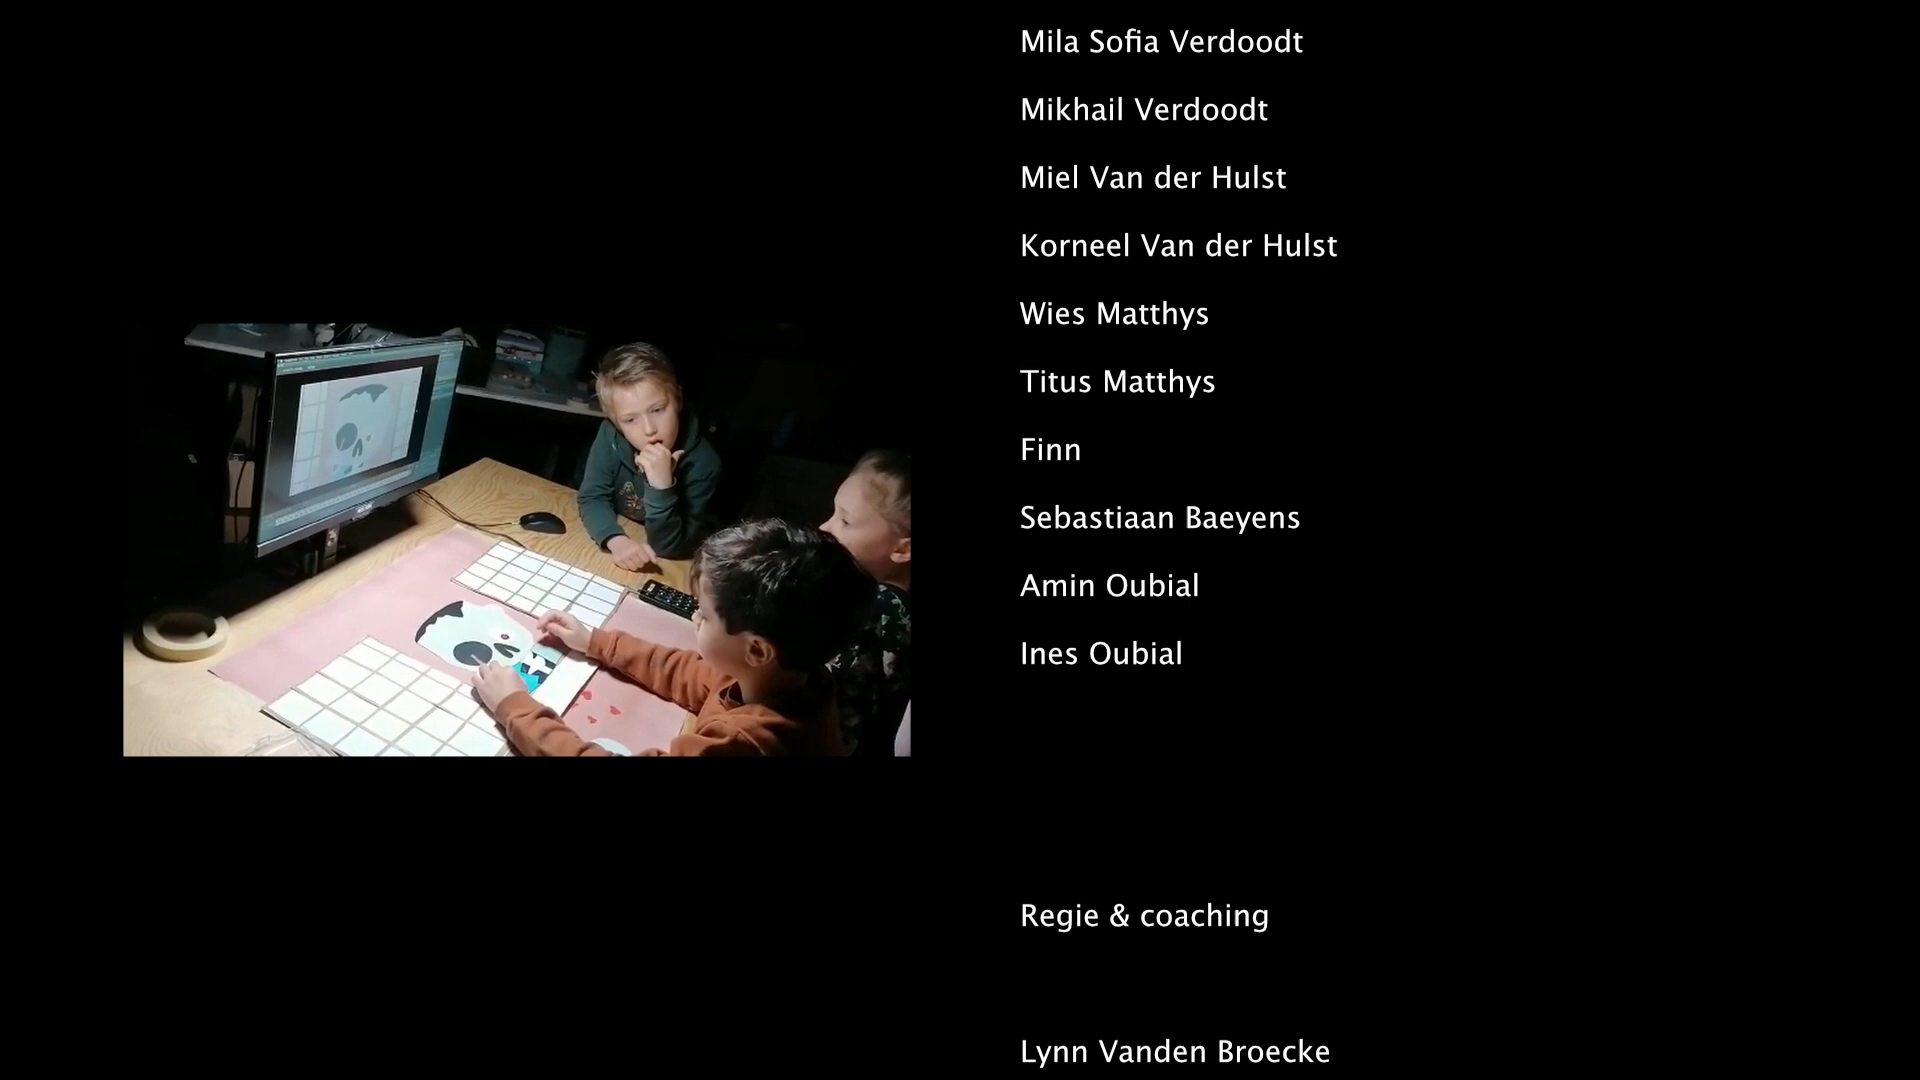 Mila Sofia Verdoodt
Mikhail Verdoodt
Miel Van der Hulst
Korneel Van der Hulst
Wies Matthys
Titus Matthys
Finn
Sebastiaan Baeyens
Amin Oubial
Ines Oubial
Regie & coaching
Lynn Vanden Broecke